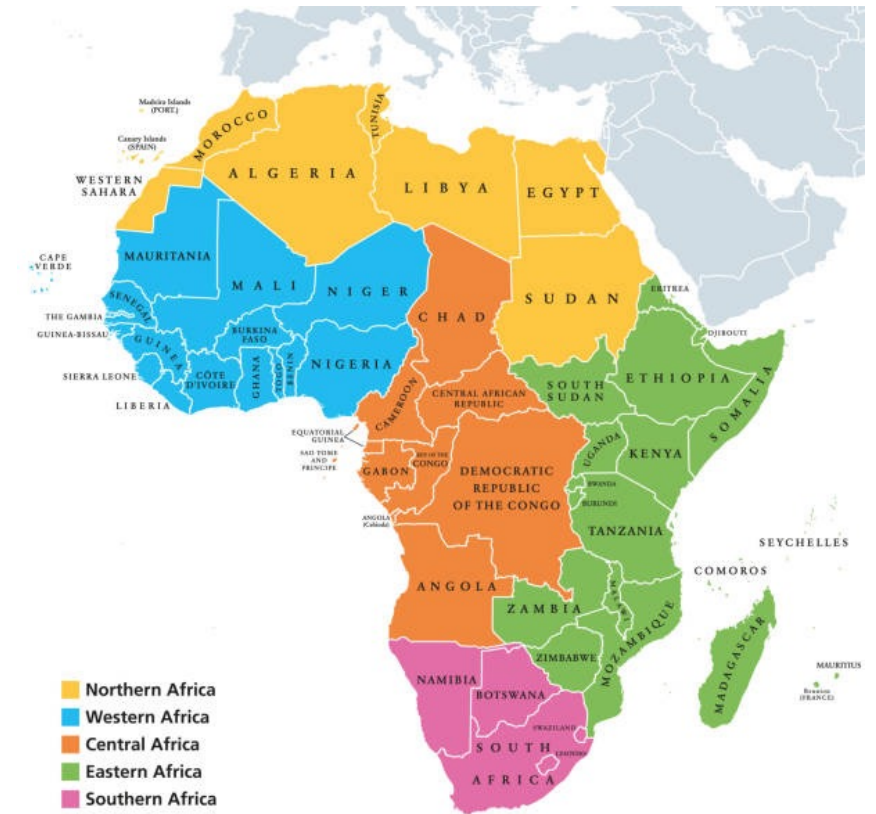 Madeira Islands
(PORT.)
Canary Islands
(SPAIN)
MOROCCO
TUNISIA
ALGERIA
LIBYA
EGYPT
WESTERN
SAHARA
CAPE
VERDE
MAURITANIA
MALI
NIGER
CHAD
SUDAN
ERITREA
SENEGAL
THE GAMBIA
GUINEA-BISSAU
GUINEA
BURKINA
FASO
NIGERIA
DJIBOUTI
SIERRA LEONE
CÔTE
D'IVOIRE
GHANA
TOGO
BENIN
LIBERIA
CAMEROON
CENTRAL AFRICAN
REPUBLIC
SOUTH
SUDAN
ETHIOPIA
SOMALIA
EQUATORIAL
GUINEA
SAO TOME
AND
PRINCIPE
GABON
REP. OF THE
CONGO
DEMOCRATIC
REPUBLIC
OF THE CONGO
UGANDA
KENYA
RWANDA
BURUNDI
ANGOLA
(Cabinda)
TANZANIA
SEYCHELLES
COMOROS
ANGOLA
ZAMBIA
MALAWI
MOZAMBIQUE
ZIMBABWE
MADAGASCAR
MAURITIUS
Reunion
(FRANCE)
NAMIBIA
BOTSWANA
SWAZILAND
LESOTHO
SOUTH
AFRICA
Northern Africa
Western Africa
Central Africa
Eastern Africa
Southern Africa